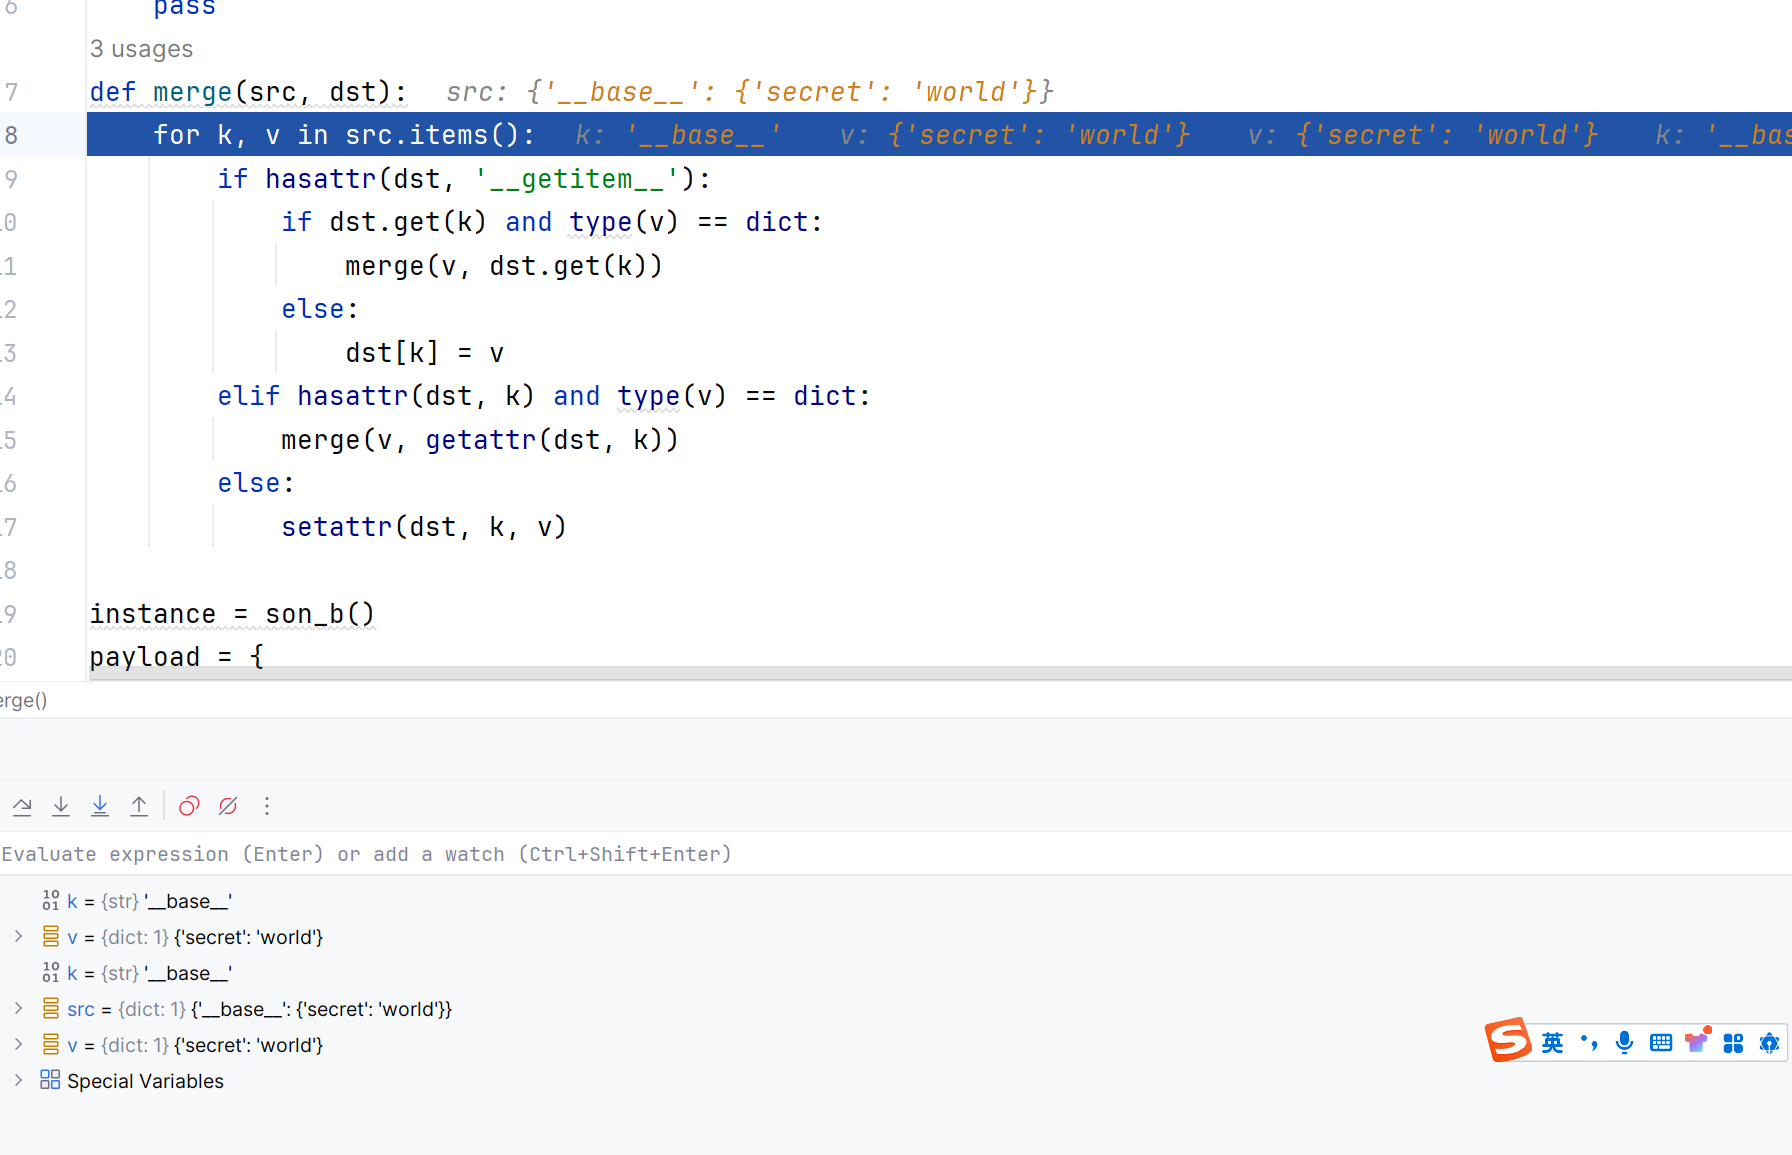 6 pass
3 usages
7 def merge(src, dst): src: {'__base__': {'secret': 'world'}}
8 for k, v in src.items(): k: '__base__' v: {'secret': 'world'} v: {'secret': 'world'} k: '__bas
9 if hasattr(dst, '__getitem__'):
10 if dst.get(k) and type(v) == dict:
11 merge(v, dst.get(k))
12 else:
13 dst[k] = v
14 elif hasattr(dst, k) and type(v) == dict:
15 merge(v, getattr(dst, k))
16 else:
17 setattr(dst, k, v)
18
19 instance = son_b()
20 payload = {
erge()
Evaluate expression (Enter) or add a watch (Ctrl+Shift+Enter)
k = {str} '__base__'
v = {dict: 1} {'secret': 'world'}
k = {str} '__base__'
src = {dict: 1} {'__base__': {'secret': 'world'}}
v = {dict: 1} {'secret': 'world'}
Special Variables
英